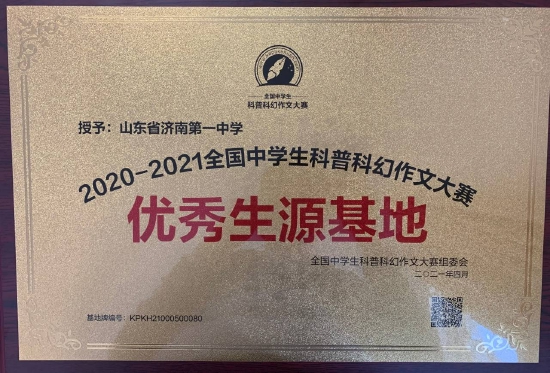 全国中学生
科普科幻作文大赛
授予：山东省济南第一中学
2020-2021全国中学生科普科幻作文大赛
优秀生源基地
全国中学生科普科幻作文大赛组委会
二〇二一年四月
基地牌编号：KPKH21000500080